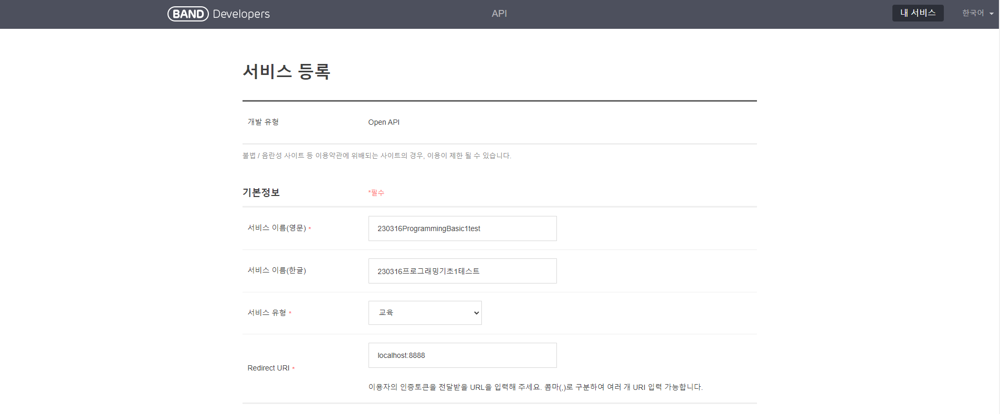 BAND Developers API 내 서비스 한국어
서비스 등록
개발 유형 Open API
불법 / 음란성 사이트 등 이용약관에 위배되는 사이트의 경우, 이용이 제한 될 수 있습니다.
기본정보 *필수
서비스 이름(영문) * 230316ProgrammingBasic1test
서비스 이름(한글) 230316프로그래밍기초1테스트
서비스 유형 * 교육
Redirect URI * localhost:8888
이용자의 인증토큰을 전달받을 URL을 입력해 주세요. 콤마(,)로 구분하여 여러 개 URI 입력 가능합니다.